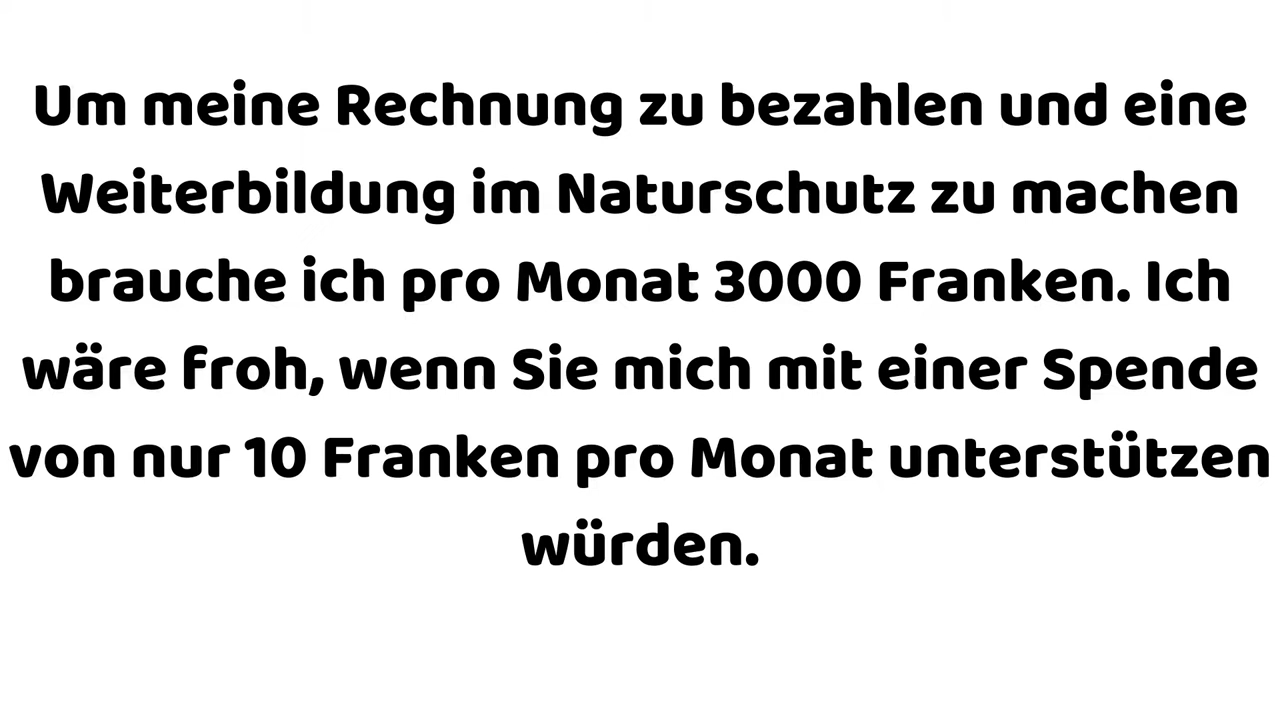 Um meine Rechnung zu bezahlen und eine
Weiterbildung im Naturschutz zu machen
brauche ich pro Monat 3000 Franken. Ich
wäre froh, wenn Sie mich mit einer Spende
von nur 10 Franken pro Monat unterstützen
würden.